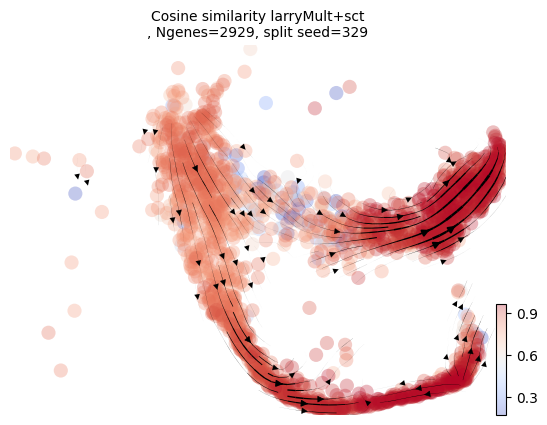 Cosine similarity larryMult+sct
, Ngenes=2929, split seed=329
0.9
0.6
0.3